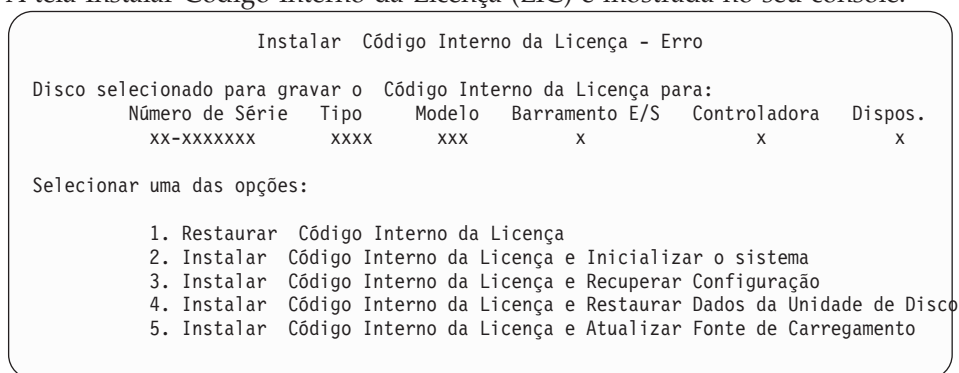 A tela Instalar Código Interno da Licença (LIC) é mostrada no seu console.
Instalar Código Interno da Licença - Erro
Disco selecionado para gravar o Código Interno da Licença para:
Número de Série Tipo Modelo Barramento E/S Controladora Dispos.
xx-xxxxxxx xxxx xxx x x x
Selecionar uma das opções:
1. Restaurar Código Interno da Licença
2. Instalar Código Interno da Licença e Inicializar o sistema
3. Instalar Código Interno da Licença e Recuperar Configuração
4. Instalar Código Interno da Licença e Restaurar Dados da Unidade de Disco
5. Instalar Código Interno da Licença e Atualizar Fonte de Carregamento